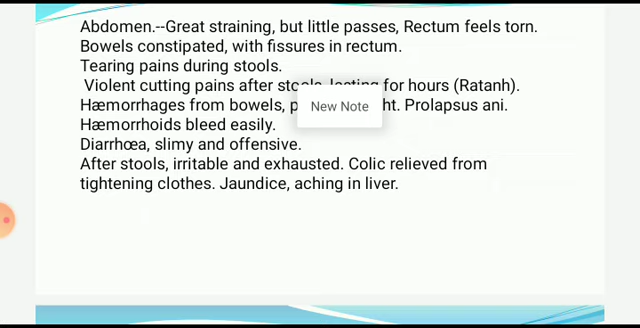 Abdomen.--Great straining, but little passes, Rectum feels torn.
Bowels constipated, with fissures in rectum.
Tearing pains during stools.
Violent cutting pains after stools, lasting for hours (Ratanh).
Hæmorrhages from bowels, ht. Prolapsus ani.
New Note
Hæmorrhoids bleed easily.
Diarrhœa, slimy and offensive.
After stools, irritable and exhausted. Colic relieved from
tightening clothes. Jaundice, aching in liver.